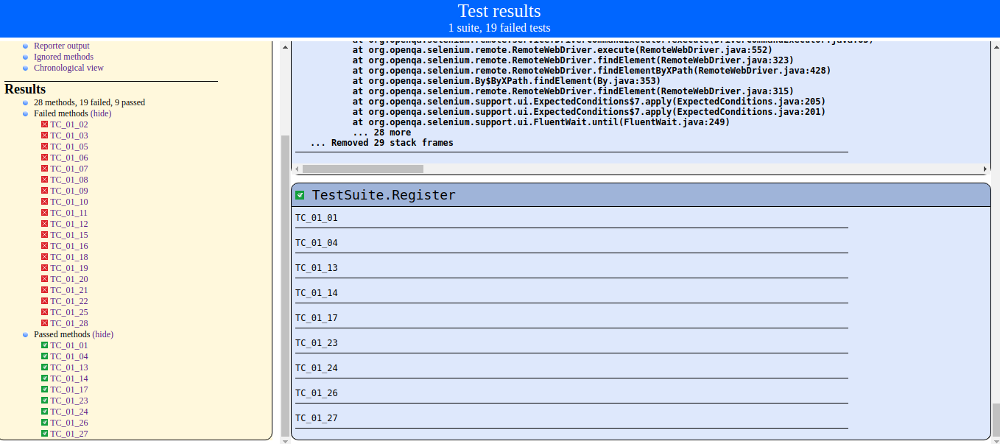 Test results
1 suite, 19 failed tests
Reporter output
Ignored methods
Chronological view
Results
28 methods, 19 failed, 9 passed
Failed methods (hide)
TC_01_02
TC_01_03
TC_01_05
TC_01_06
TC_01_07
TC_01_08
TC_01_09
TC_01_10
TC_01_11
TC_01_12
TC_01_15
TC_01_16
TC_01_18
TC_01_19
TC_01_20
TC_01_21
TC_01_22
TC_01_25
TC_01_28
Passed methods (hide)
TC_01_01
TC_01_04
TC_01_13
TC_01_14
TC_01_17
TC_01_23
TC_01_24
TC_01_26
TC_01_27
at org.openqa.selenium.remote.RemoteWebDriver.execute(RemoteWebDriver.java:552)
at org.openqa.selenium.remote.RemoteWebDriver.findElement(RemoteWebDriver.java:323)
at org.openqa.selenium.remote.RemoteWebDriver.findElementByXPath(RemoteWebDriver.java:428)
at org.openqa.selenium.By$ByXPath.findElement(By.java:353)
at org.openqa.selenium.remote.RemoteWebDriver.findElement(RemoteWebDriver.java:315)
at org.openqa.selenium.support.ui.ExpectedConditions$7.apply(ExpectedConditions.java:205)
at org.openqa.selenium.support.ui.ExpectedConditions$7.apply(ExpectedConditions.java:201)
at org.openqa.selenium.support.ui.FluentWait.until(FluentWait.java:249)
... 28 more
... Removed 29 stack frames
TestSuite.Register
TC_01_01
TC_01_04
TC_01_13
TC_01_14
TC_01_17
TC_01_23
TC_01_24
TC_01_26
TC_01_27